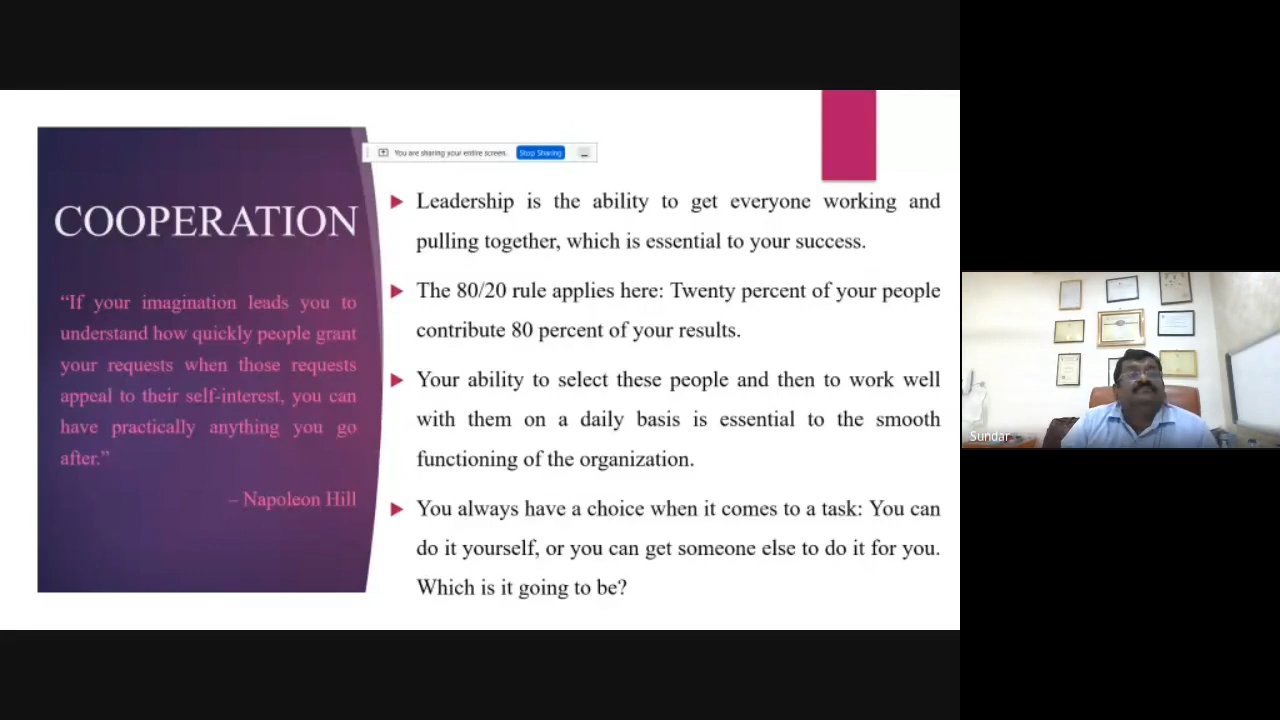 You are sharing your entire screen. Stop Sharing
COOPERATION
“If your imagination leads you to
understand how quickly people grant
your requests when those requests
appeal to their self-interest, you can
have practically anything you go
after.”
– Napoleon Hill
Leadership is the ability to get everyone working and
pulling together, which is essential to your success.
The 80/20 rule applies here: Twenty percent of your people
contribute 80 percent of your results.
Your ability to select these people and then to work well
with them on a daily basis is essential to the smooth
functioning of the organization.
You always have a choice when it comes to a task: You can
do it yourself, or you can get someone else to do it for you.
Which is it going to be?
Sundar